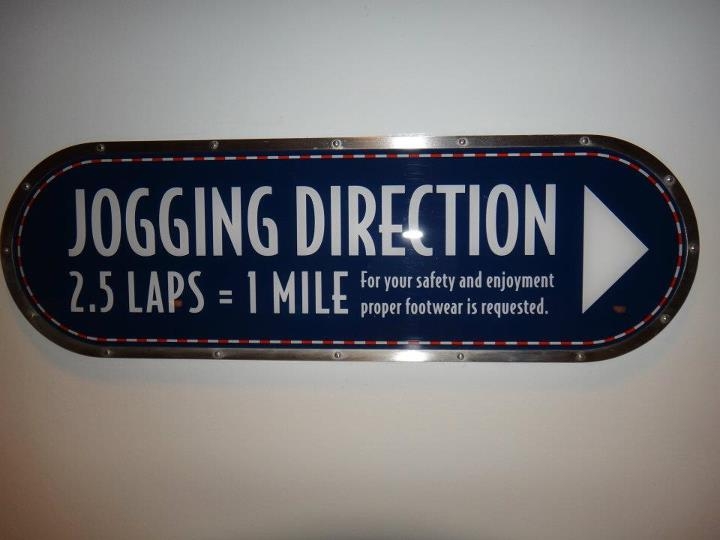 JOGGING DIRECTION
2.5 LAPS = 1 MILE
For your safety and enjoyment
proper footwear is requested.